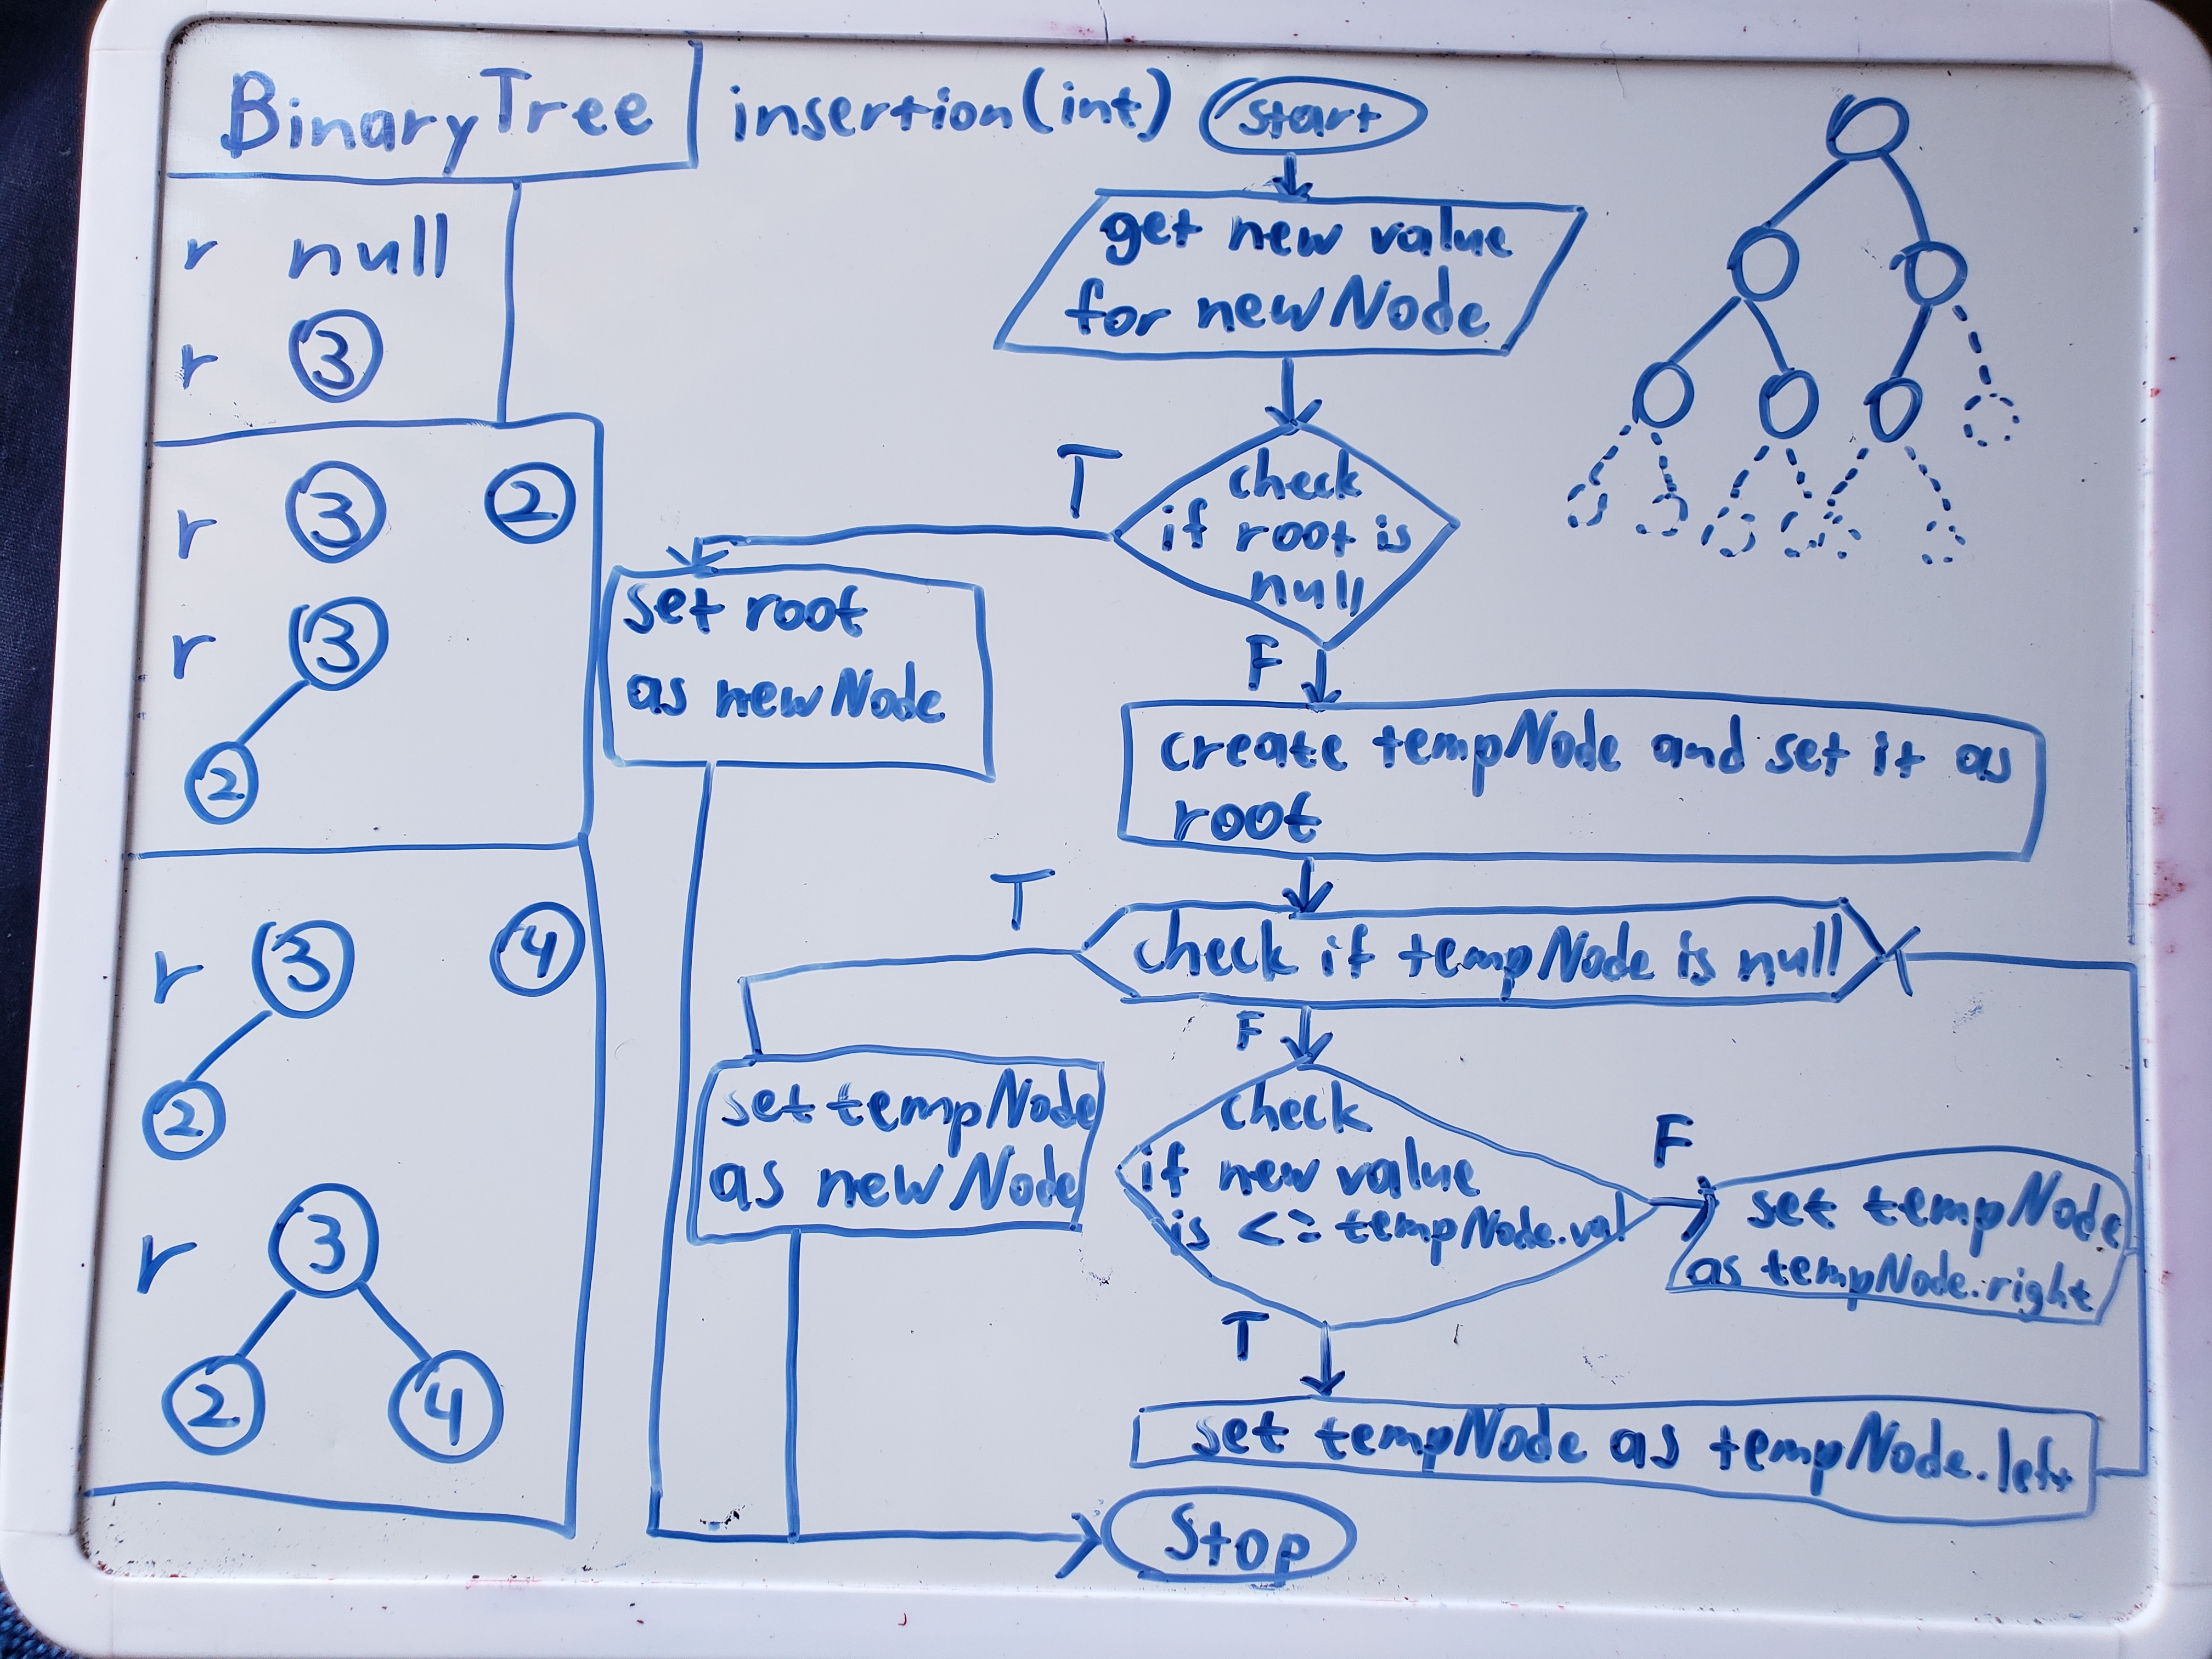 BinaryTree
insertion(int)
r null
r 3
r 3 2
r 3
2
r 3 4
2
r 3
2 4
start
get new value
for newNode
check
if root is
null
T
F
set root
as newNode
create tempNode and set it as
root
check if tempNode is null
T
F
set tempNode
as newNode
check
if new value
is <= tempNode.val
F
set tempNode
as tempNode.right
T
set tempNode as tempNode.left
Stop